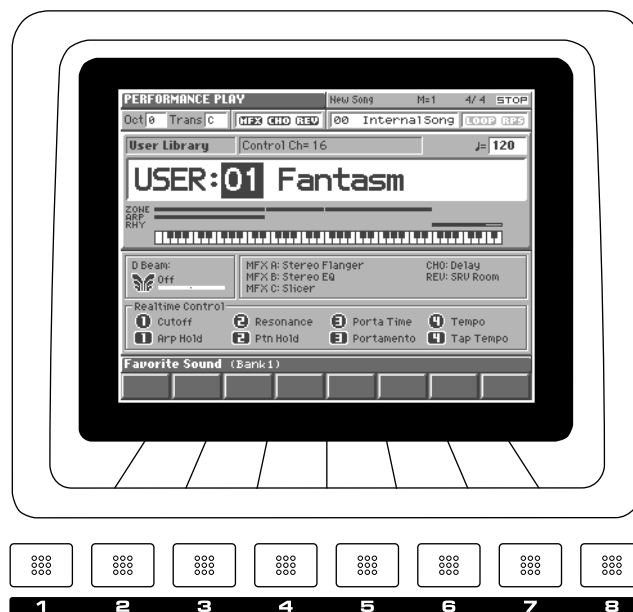 PERFORMANCE PLAY New Song M=1 4/ 4 STOP
Oct 0 Trans C MFX CHO REV 00 InternalSong LOOP RPS
User Library Control Ch= 16 ♩= 120
USER:01 Fantasm
ZONE
ARP
RHY
D Beam: MFX A: Stereo Flanger CHO: Delay
Off MFX B: Stereo EQ REV: SRV Room
MFX C: Slicer
Realtime Control
1 Cutoff 2 Resonance 3 Porta Time 4 Tempo
1 Arp Hold 2 Ptn Hold 3 Portamento 4 Tap Tempo
Favorite Sound (Bank1)
1 2 3 4 5 6 7 8